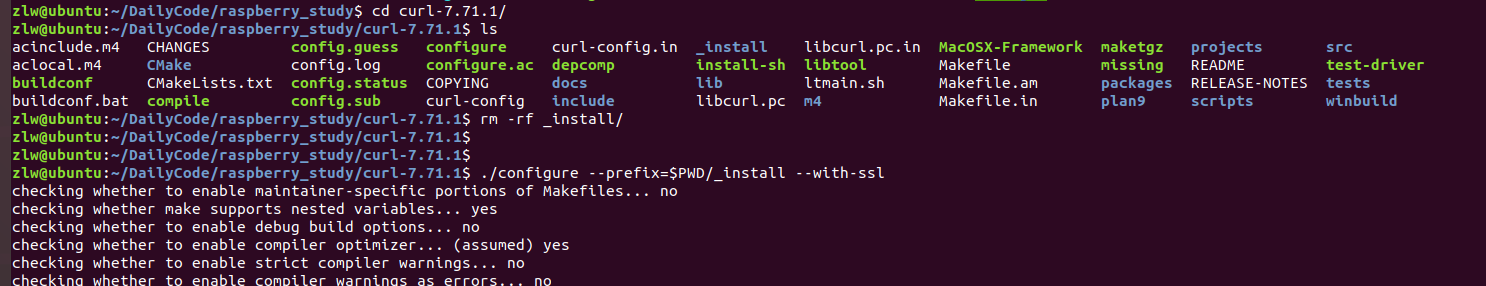 zlw@ubuntu:~/DailyCode/raspberry_study$ cd curl-7.71.1/
zlw@ubuntu:~/DailyCode/raspberry_study/curl-7.71.1$ ls
acinclude.m4 CHANGES config.guess configure curl-config.in _install libcurl.pc.in MacOSX-Framework maketgz projects src
aclocal.m4 CMake config.log configure.ac depcomp install-sh libtool Makefile missing README test-driver
buildconf CMakeLists.txt config.status COPYING docs lib ltmain.sh Makefile.am packages RELEASE-NOTES tests
buildconf.bat compile config.sub curl-config include libcurl.pc m4 Makefile.in plan9 scripts winbuild
zlw@ubuntu:~/DailyCode/raspberry_study/curl-7.71.1$ rm -rf _install/
zlw@ubuntu:~/DailyCode/raspberry_study/curl-7.71.1$
zlw@ubuntu:~/DailyCode/raspberry_study/curl-7.71.1$
zlw@ubuntu:~/DailyCode/raspberry_study/curl-7.71.1$ ./configure --prefix=$PWD/_install --with-ssl
checking whether to enable maintainer-specific portions of Makefiles... no
checking whether make supports nested variables... yes
checking whether to enable debug build options... no
checking whether to enable compiler optimizer... (assumed) yes
checking whether to enable strict compiler warnings... no
checking whether to enable compiler warnings as errors... no